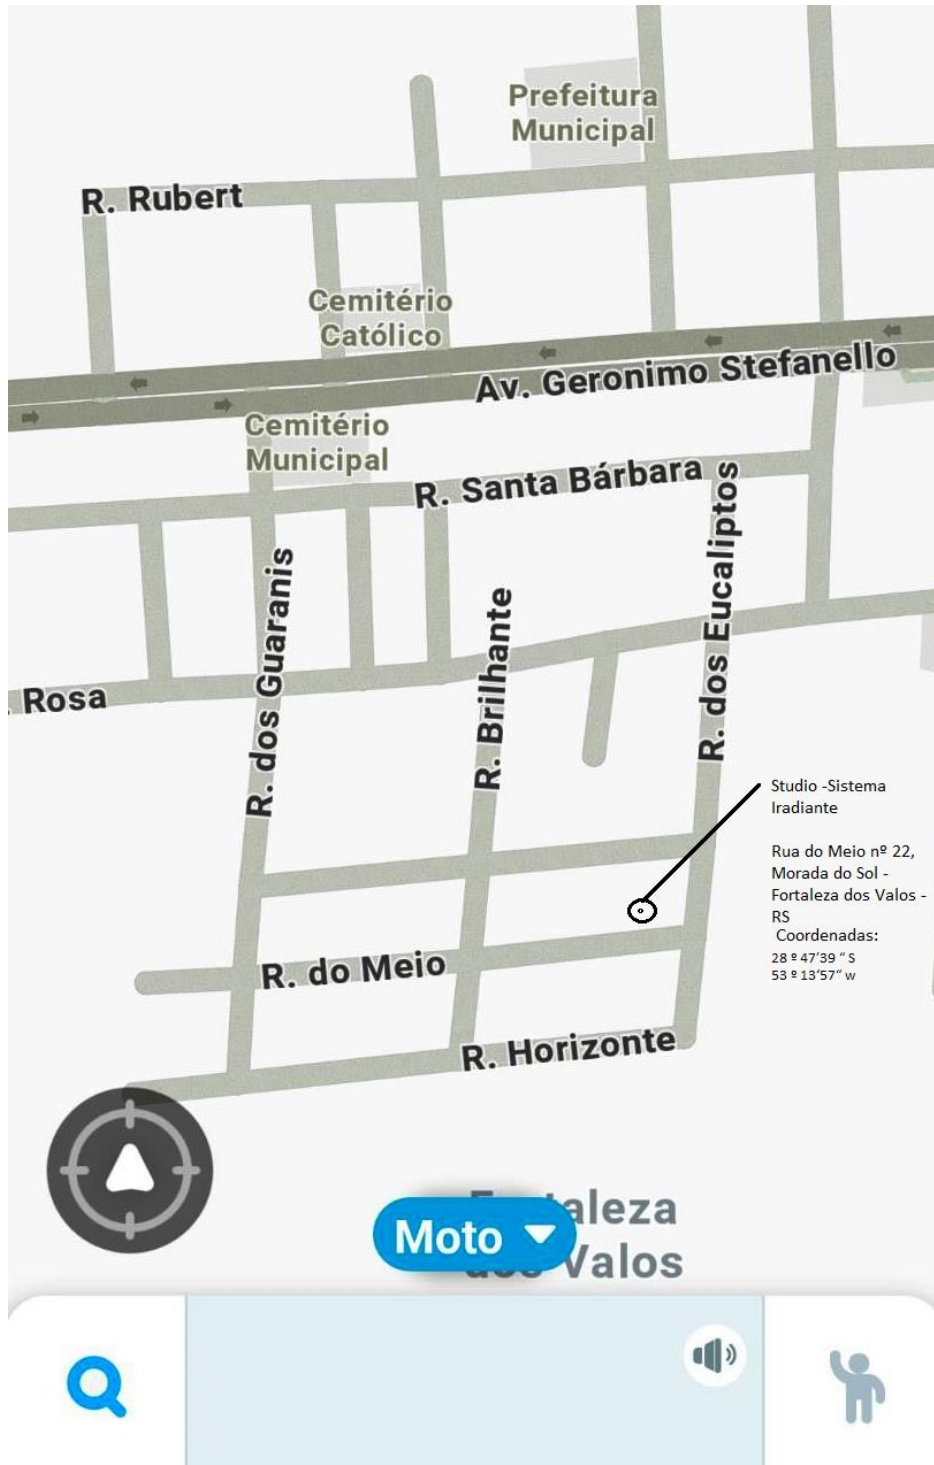 Prefeitura
Municipal
R. Rubert
Cemitério
Católico
Av. Geronimo Stefanello
Cemitério
Municipal
R. Santa Bárbara
R. dos Eucaliptos
R. dos Guaranis
R. Brilhante
. Rosa
Studio -Sistema
Iradiante
Rua do Meio nº 22,
Morada do Sol -
Fortaleza dos Valos -
RS
Coordenadas:
28 º 47’39 “ S
53 º 13’57“ w
R. do Meio
R. Horizonte
aleza
Moto
Valos